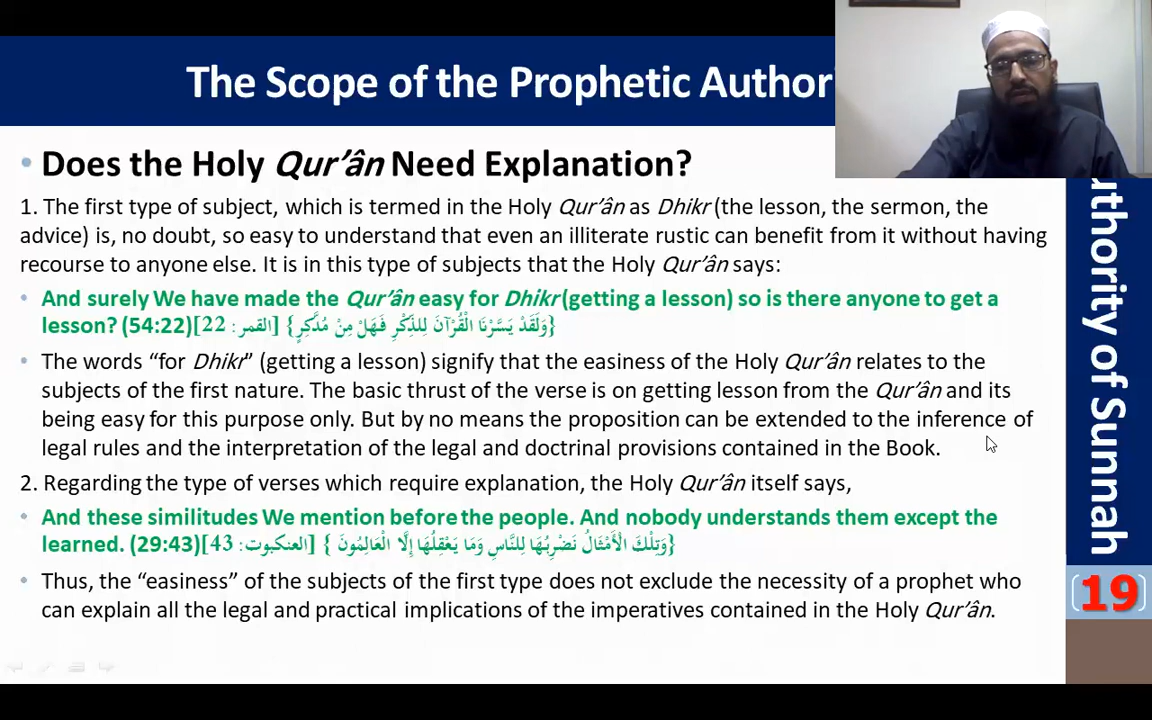 The Scope of the Prophetic Author
• Does the Holy Qur’ân Need Explanation?
1. The first type of subject, which is termed in the Holy Qur’ân as Dhikr (the lesson, the sermon, the
advice) is, no doubt, so easy to understand that even an illiterate rustic can benefit from it without having
recourse to anyone else. It is in this type of subjects that the Holy Qur’ân says:
• And surely We have made the Qur’ân easy for Dhikr (getting a lesson) so is there anyone to get a
lesson? (54:22)[القمر: 22] {وَلَقَدْ يَسَّرْنَا الْقُرْآنَ لِلذِّكْرِ فَهَلْ مِنْ مُدَّكِرٍ}
• The words “for Dhikr” (getting a lesson) signify that the easiness of the Holy Qur’ân relates to the
subjects of the first nature. The basic thrust of the verse is on getting lesson from the Qur’ân and its
being easy for this purpose only. But by no means the proposition can be extended to the inference of
legal rules and the interpretation of the legal and doctrinal provisions contained in the Book.
2. Regarding the type of verses which require explanation, the Holy Qur’ân itself says,
• And these similitudes We mention before the people. And nobody understands them except the
learned. (29:43)[العنكبوت: 43] {وَتِلْكَ الْأَمْثَالُ نَضْرِبُهَا لِلنَّاسِ وَمَا يَعْقِلُهَا إِلَّا الْعَالِمُونَ }
• Thus, the “easiness” of the subjects of the first type does not exclude the necessity of a prophet who
can explain all the legal and practical implications of the imperatives contained in the Holy Qur’ân.
uthority of Sunnah
19